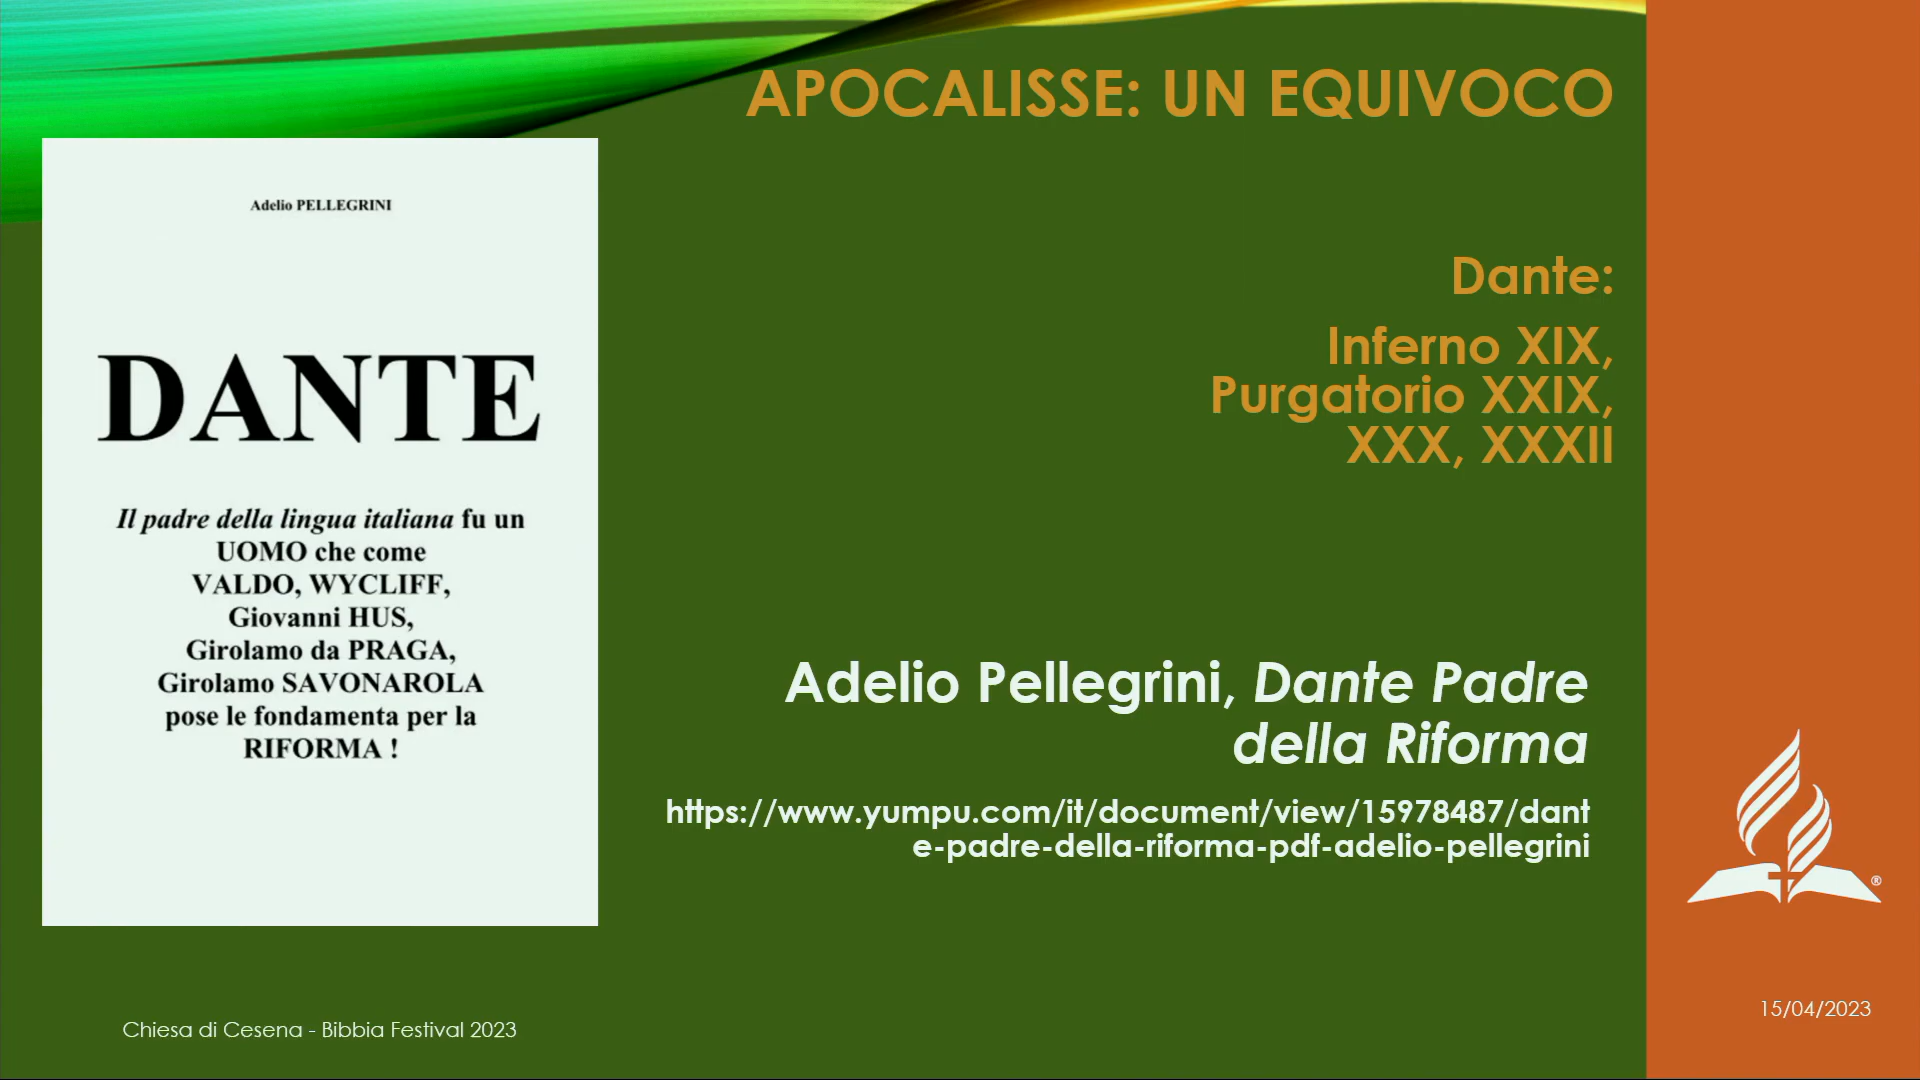 APOCALISSE: UN EQUIVOCO
Adelio PELLEGRINI
DANTE
Il padre della lingua italiana fu un
UOMO che come
VALDO, WYCLIFF,
Giovanni HUS,
Girolamo da PRAGA,
Girolamo SAVONAROLA
pose le fondamenta per la
RIFORMA !
Dante:
Inferno XIX,
Purgatorio XXIX,
XXX, XXXII
Adelio Pellegrini, Dante Padre
della Riforma
https://www.yumpu.com/it/document/view/15978487/dant
e-padre-della-riforma-pdf-adelio-pellegrini
®
15/04/2023
Chiesa di Cesena - Bibbia Festival 2023